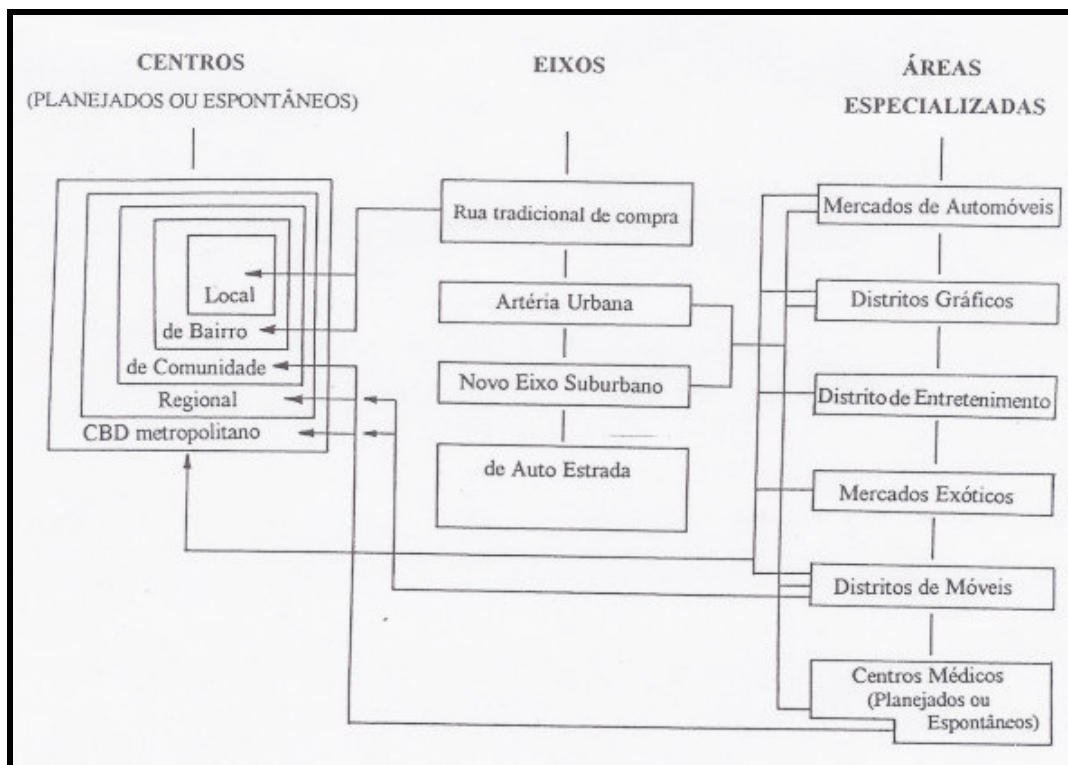 CENTROS
(PLANEJADOS OU ESPONTÂNEOS)
Local
de Bairro
de Comunidade
Regional
CBD metropolitano
EIXOS
Rua tradicional de compra
Artéria Urbana
Novo Eixo Suburbano
de Auto Estrada
ÁREAS
ESPECIALIZADAS
Mercados de Automóveis
Distritos Gráficos
Distrito de Entretenimento
Mercados Exóticos
Distritos de Móveis
Centros Médicos
(Planejados ou
Espontâneos)